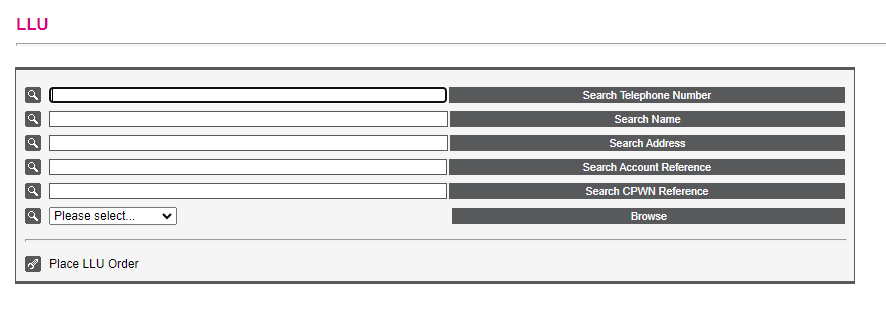 LLU
Search Telephone Number
Search Name
Search Address
Search Account Reference
Search CPWN Reference
Please select... Browse
Place LLU Order